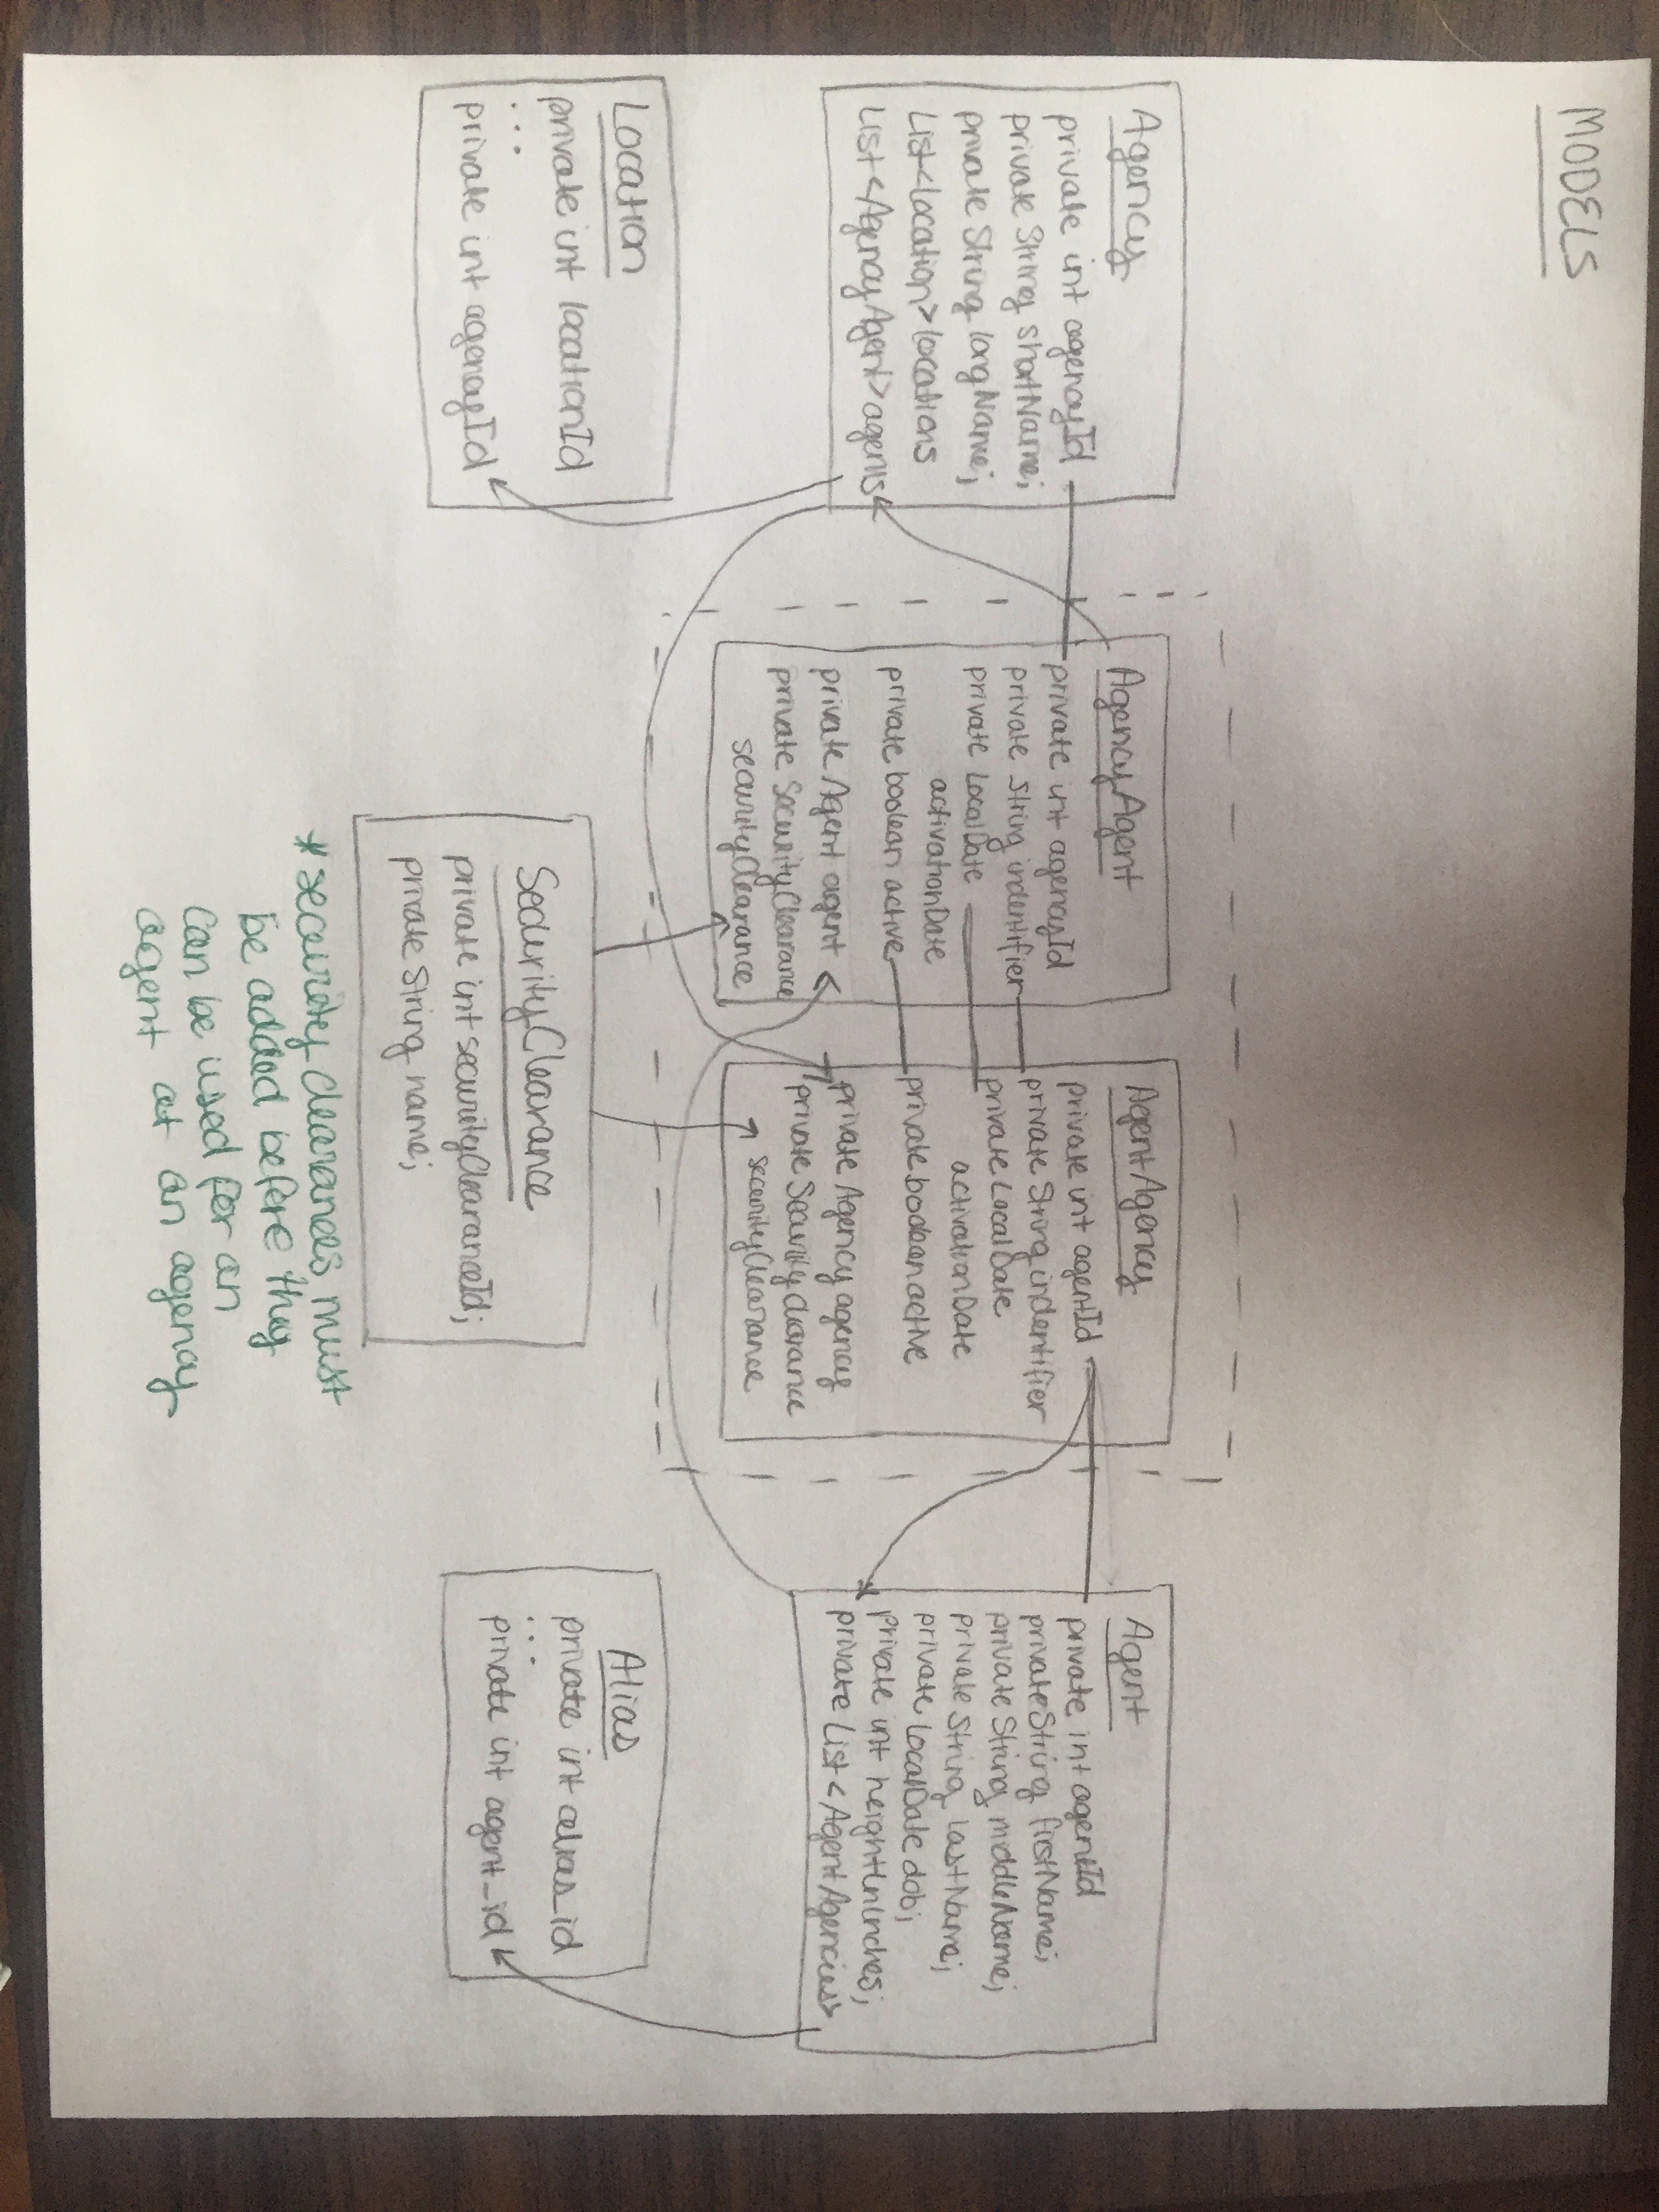 MODELS
Agency
private int agencyId
private String shortName;
private String longName;
List<Location> locations
List<AgencyAgent> agents
AgencyAgent
private int agencyId
private String indentifier
private LocalDate
activationDate
private boolean active
private Agent agent
private SecurityClearance
securityClearance
AgentAgency
private int agentId
private String indentifier
private LocalDate
activationDate
private boolean active
private Agency agency
private Security clearance
securityClearance
Agent
private int agentId
private String firstName;
private String middleName;
private String lastName;
private LocalDate dob;
private int heightInInches;
private List<AgentAgencies>
Location
private int locationId
...
private int agencyId
SecurityClearance
private int securityClearanceId;
private String name;
Alias
private int alias_id
...
private int agent_id
* security clearances must
be added before they
can be used for an
agent at an agency